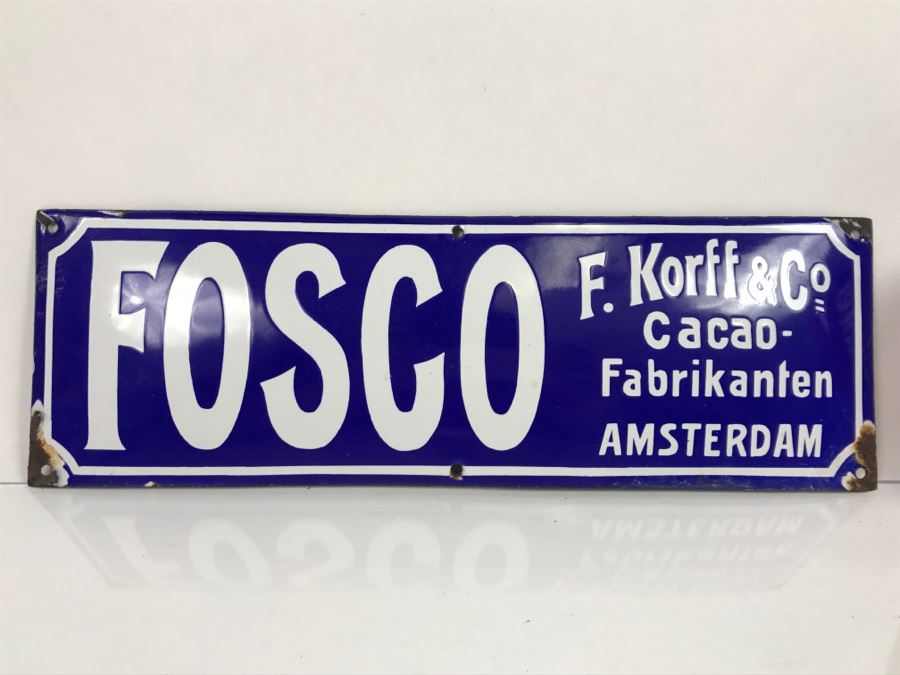 FOSCO
F. Korff & Co
Cacao-
Fabrikanten
AMSTERDAM